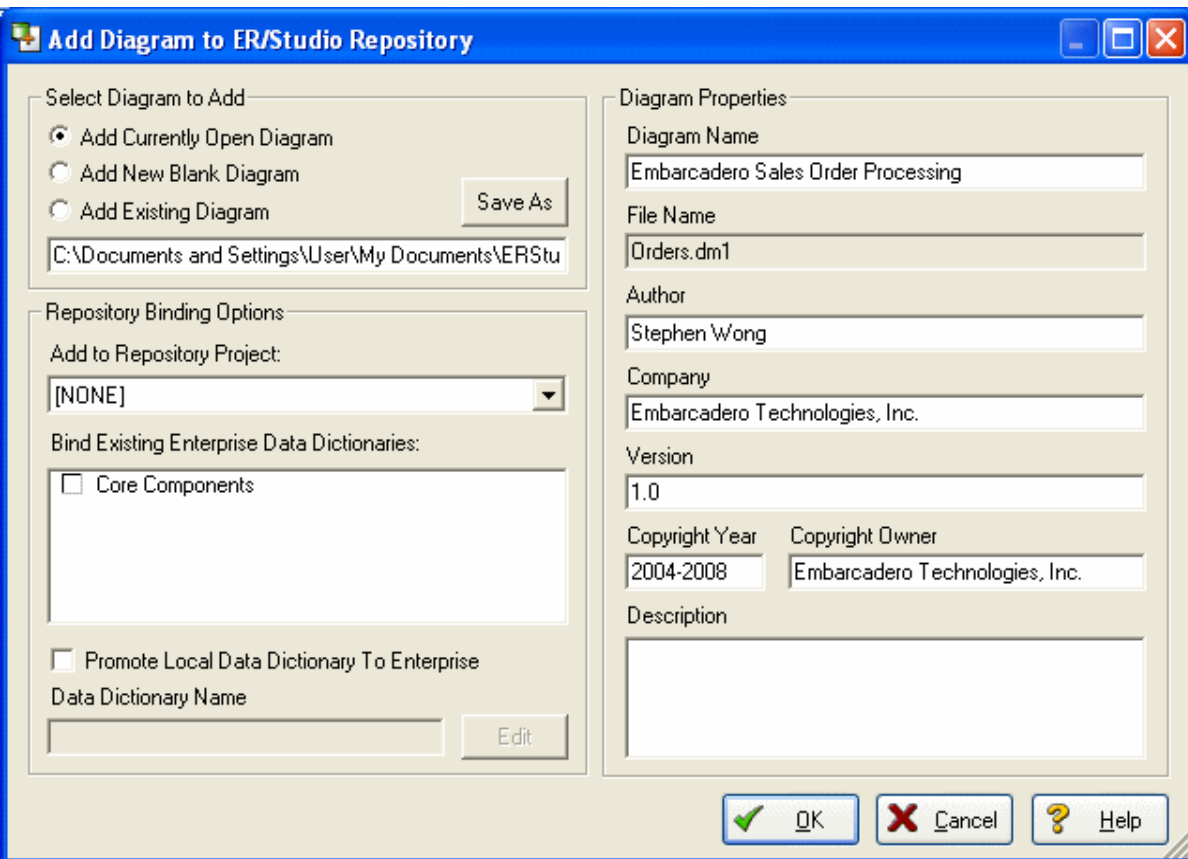 Add Diagram to ER/Studio Repository
Select Diagram to Add
Add Currently Open Diagram
Add New Blank Diagram
Add Existing Diagram
Save As
C:\Documents and Settings\User\My Documents\ERStu
Repository Binding Options
Add to Repository Project:
[NONE]
Bind Existing Enterprise Data Dictionaries:
Core Components
Promote Local Data Dictionary To Enterprise
Data Dictionary Name
Edit
Diagram Properties
Diagram Name
Embarcadero Sales Order Processing
File Name
Orders.dm1
Author
Stephen Wong
Company
Embarcadero Technologies, Inc.
Version
1.0
Copyright Year
2004-2008
Copyright Owner
Embarcadero Technologies, Inc.
Description
OK
Cancel
Help